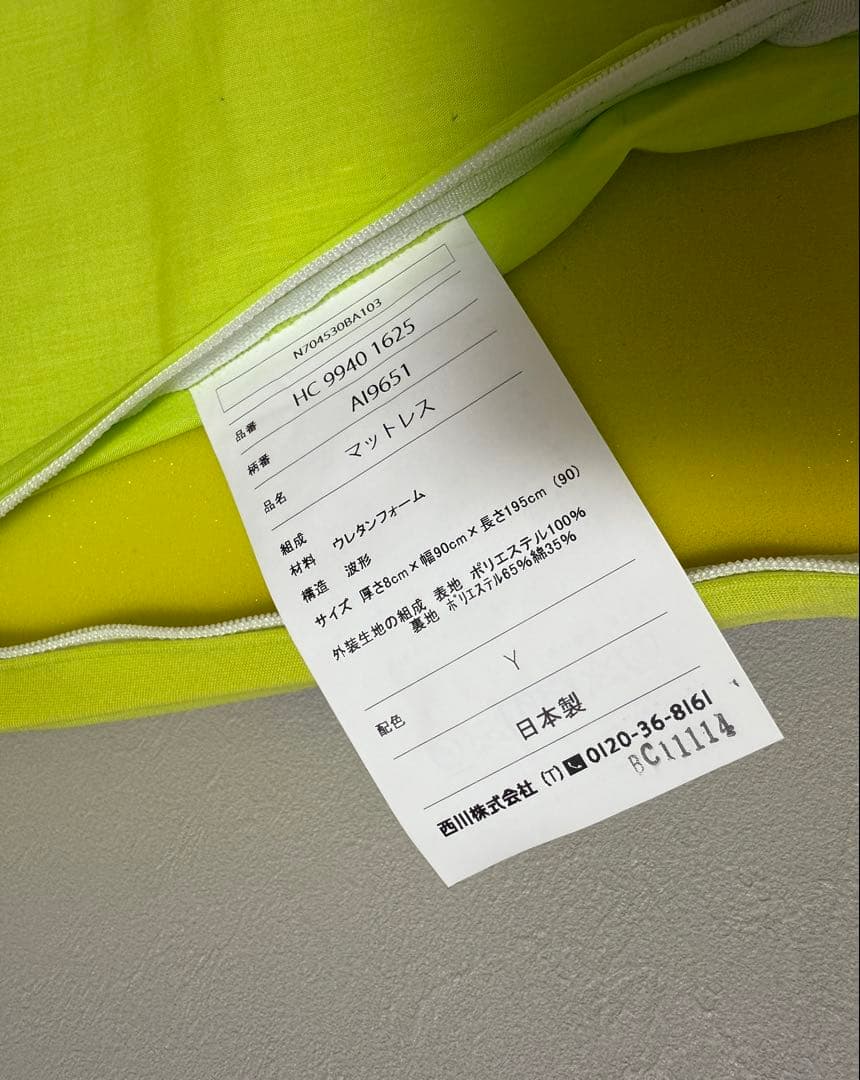 N704530BA103
品番 HC 9940 1625
柄番 AI9651
品名 マットレス
組成
材料 ウレタンフォーム
構造 波形
サイズ 厚さ8cm×幅90cm×長さ195cm (90)
外装生地の組成 表地 ポリエステル100%
裏地 ポリエステル65%綿35%
配色 Y
日本製
西川株式会社 (T) 0120-36-8161
BC11114